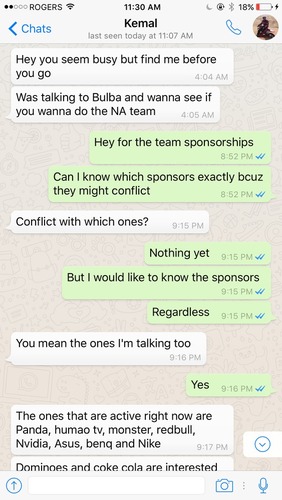 ROGERS 11:30 AM 18%
Chats
Kemal
last seen today at 11:07 AM
Hey you seem busy but find me before
you go
4:04 AM
Was talking to Bulba and wanna see if
you wanna do the NA team
4:05 AM
Hey for the team sponsorships
8:52 PM
Can I know which sponsors exactly bcuz
they might conflict
8:52 PM
Conflict with which ones?
9:15 PM
Nothing yet
9:15 PM
But I would like to know the sponsors
9:15 PM
Regardless
9:15 PM
You mean the ones I'm talking too
9:16 PM
Yes
9:16 PM
The ones that are active right now are
Panda, humao tv, monster, redbull,
Nvidia, Asus, benq and Nike
9:17 PM
Dominoes and coke cola are interested